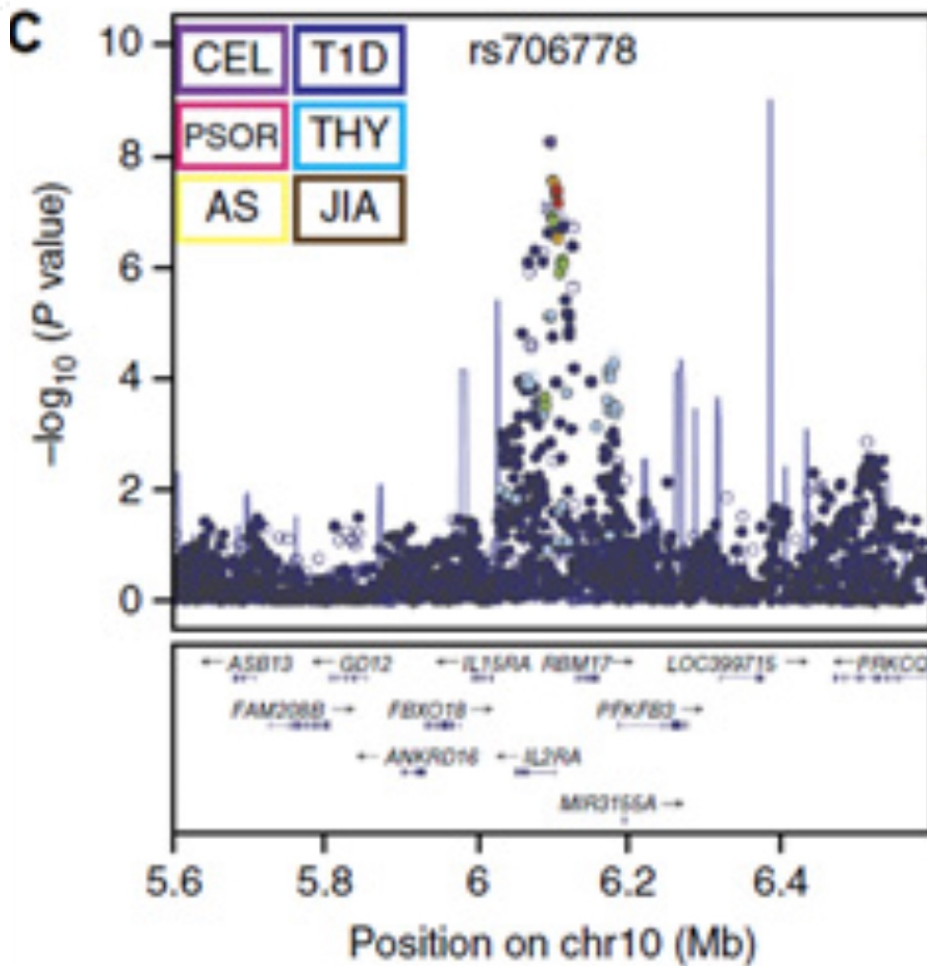 C
10
8
6
4
2
0
−log10 (P value)
CEL T1D
PSOR THY
AS JIA
rs706778
←ASB13 ←GD12 ←IL15RA RBM17→ LOC399715→ ←PRKCQ
FAM208B→ FBXO18→ PFKFB3→
←ANKRD16 ←IL2RA
MIR3155A→
5.6 5.8 6 6.2 6.4
Position on chr10 (Mb)